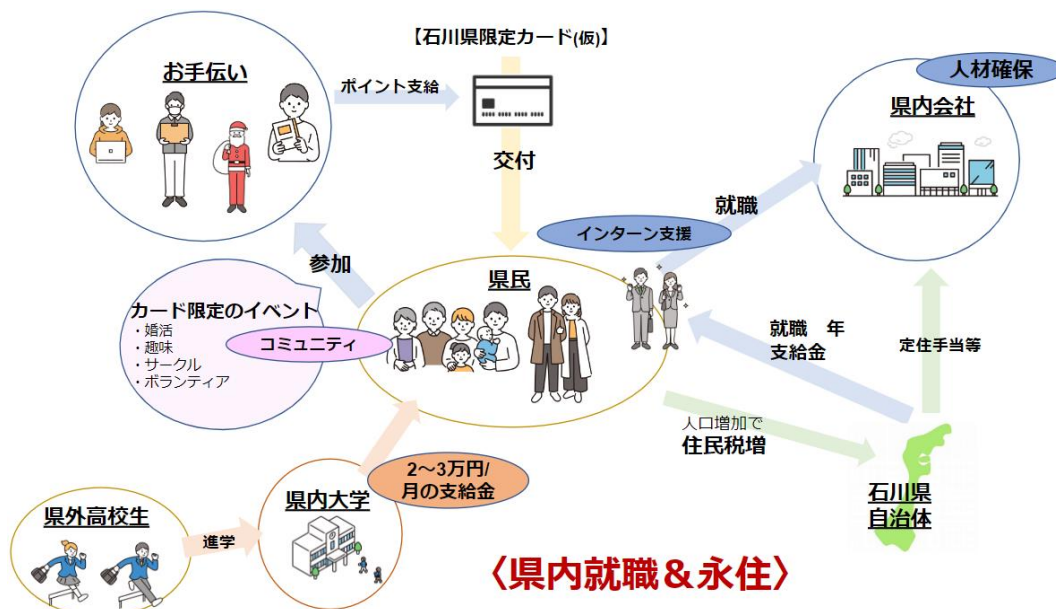 【石川県限定カード(仮)】
お手伝い
ポイント支給
人材確保
県内会社
交付
就職
インターン支援
参加
県民
カード限定のイベント
・婚活
・趣味
・サークル
・ボランティア
コミュニティ
就職　年
支給金
定住手当等
人口増加で
住民税増
2～3万円/
月の支給金
県内大学
石川県
自治体
県外高校生
進学
〈県内就職＆永住〉